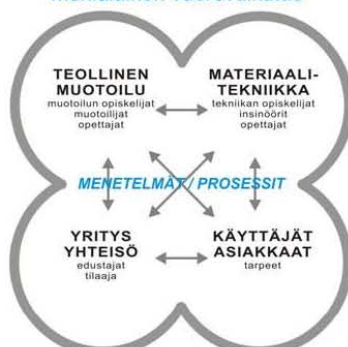 TEOLLINEN
MUOTOILU
muotoilun opiskelijat
muotoilijat
opettajat
MATERIAALI-
TEKNIIKKA
tekniikan opiskelijat
insinöörit
opettajat
MENETELMÄT / PROSESSIT
YRITYS
YHTEISÖ
edustajat
tilaaja
KÄYTTÄJÄT
ASIAKKAAT
tarpeet